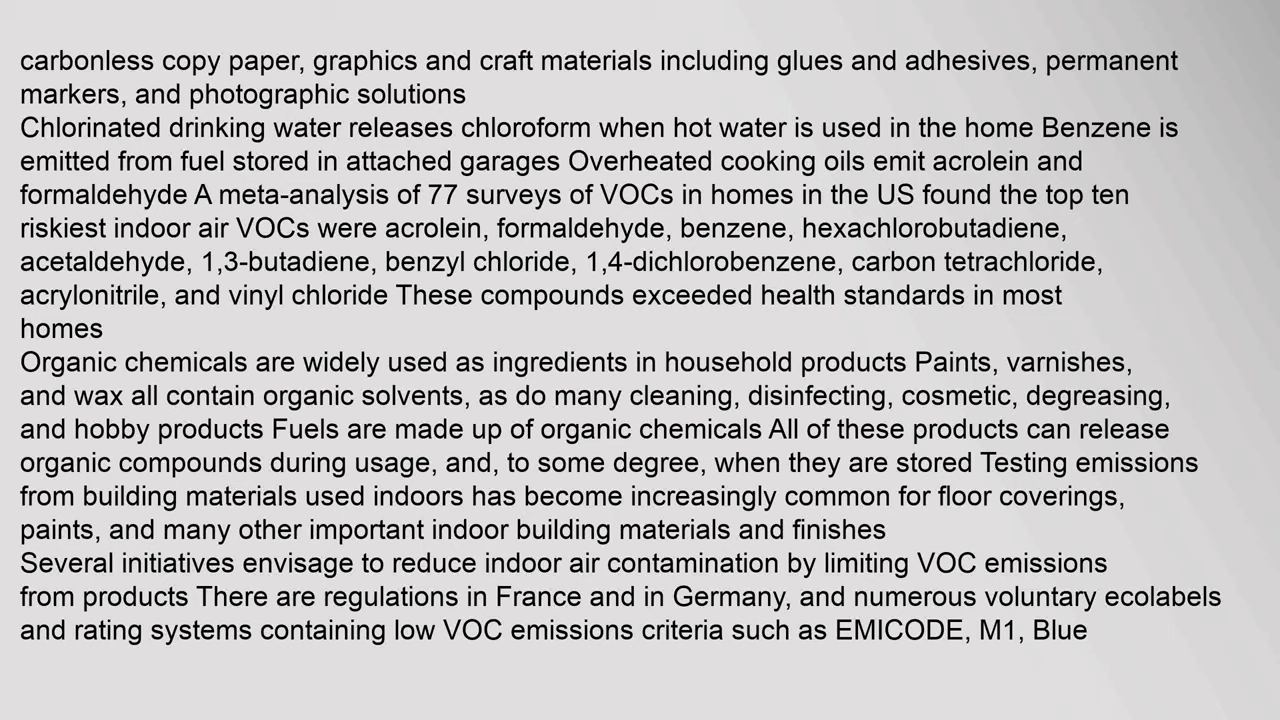 carbonless copy paper, graphics and craft materials including glues and adhesives, permanent
markers, and photographic solutions
Chlorinated drinking water releases chloroform when hot water is used in the home Benzene is
emitted from fuel stored in attached garages Overheated cooking oils emit acrolein and
formaldehyde A meta-analysis of 77 surveys of VOCs in homes in the US found the top ten
riskiest indoor air VOCs were acrolein, formaldehyde, benzene, hexachlorobutadiene,
acetaldehyde, 1,3-butadiene, benzyl chloride, 1,4-dichlorobenzene, carbon tetrachloride,
acrylonitrile, and vinyl chloride These compounds exceeded health standards in most
homes
Organic chemicals are widely used as ingredients in household products Paints, varnishes,
and wax all contain organic solvents, as do many cleaning, disinfecting, cosmetic, degreasing,
and hobby products Fuels are made up of organic chemicals All of these products can release
organic compounds during usage, and, to some degree, when they are stored Testing emissions
from building materials used indoors has become increasingly common for floor coverings,
paints, and many other important indoor building materials and finishes
Several initiatives envisage to reduce indoor air contamination by limiting VOC emissions
from products There are regulations in France and in Germany, and numerous voluntary ecolabels
and rating systems containing low VOC emissions criteria such as EMICODE, M1, Blue